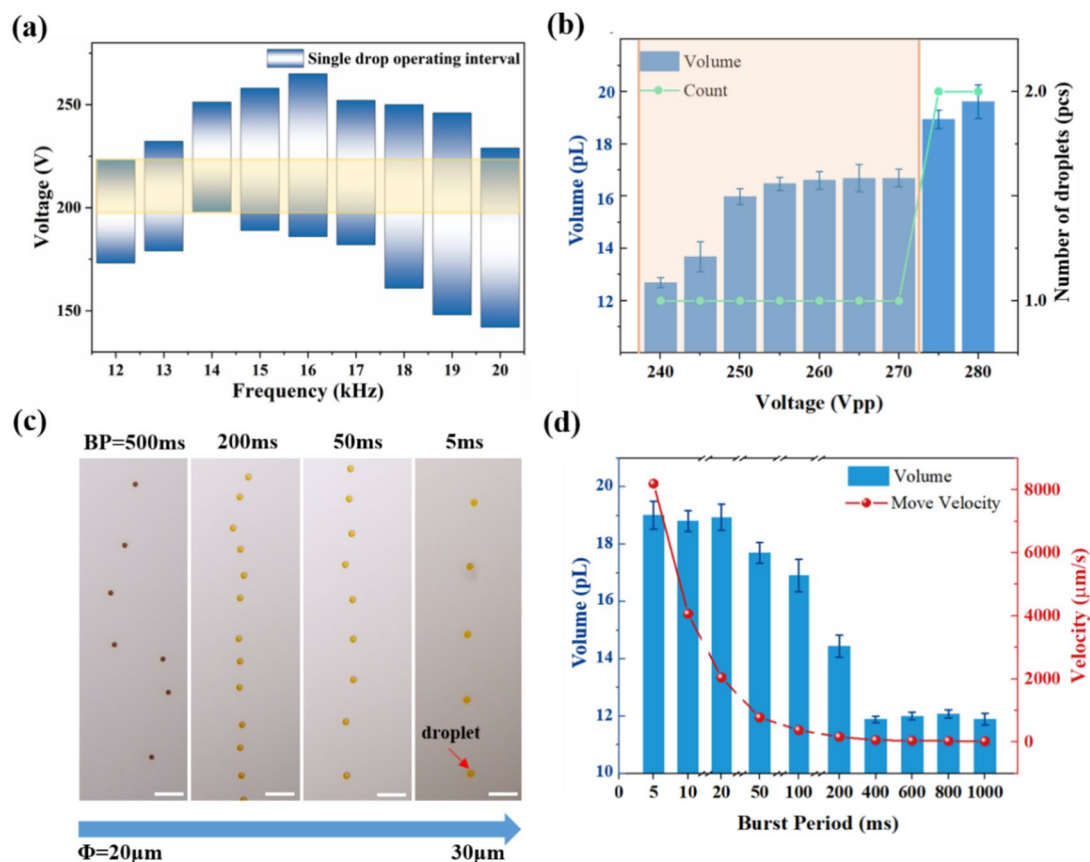 (a)
Single drop operating interval
250
200
150
Voltage (V)
12 13 14 15 16 17 18 19 20
Frequency (kHz)
(b)
Volume
Count
20
18
16
14
12
Volume (pL)
2.0
1.0
Number of droplets (pcs)
240 250 260 270 280
Voltage (Vpp)
(c)
BP=500ms 200ms 50ms 5ms
droplet
Φ=20μm 30μm
(d)
Volume
Move Velocity
20
18
16
14
12
10
Volume (pL)
8000
6000
4000
2000
0
Velocity (μm/s)
0 5 10 20 50 100 200 400 600 800 1000
Burst Period (ms)